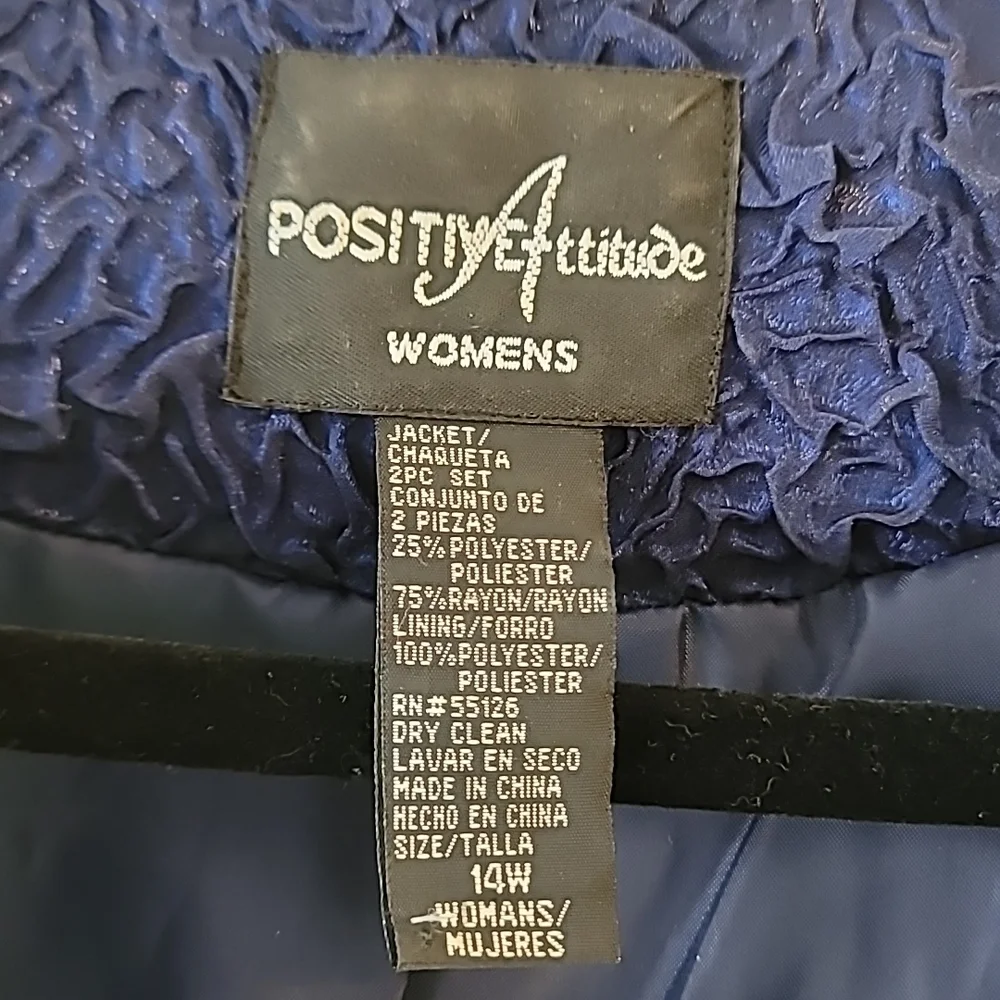 POSITIVE Attitude
WOMENS
JACKET/
CHAQUETA
2PC SET
CONJUNTO DE
2 PIEZAS
25% POLYESTER/
POLIESTER
75%RAYON/RAYON
LINING/FORRO
100%POLYESTER/
POLIESTER
RN#55126
DRY CLEAN
LAVAR EN SECO
MADE IN CHINA
HECHO EN CHINA
SIZE/TALLA
14W
WOMANS/
MUJERES